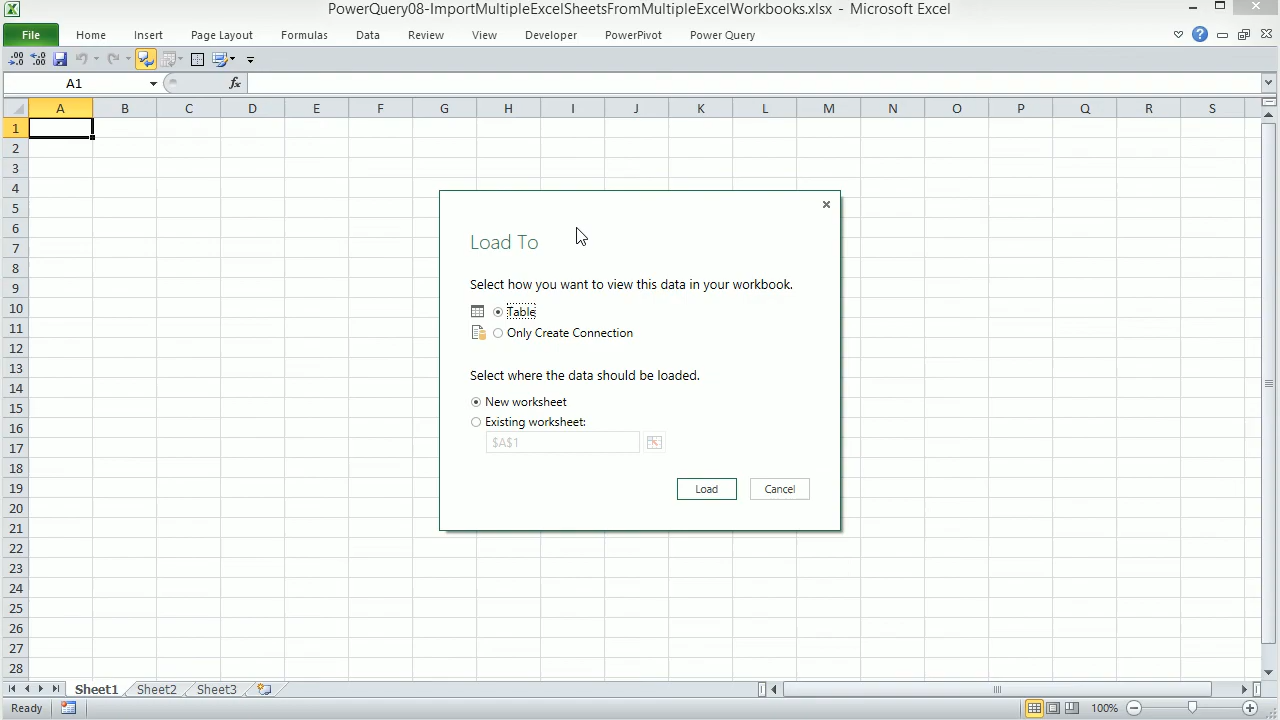 PowerQuery08-ImportMultipleExcelSheetsFromMultipleExcelWorkbooks.xlsx - Microsoft Excel
File Home Insert Page Layout Formulas Data Review View Developer PowerPivot Power Query
A1 fx
A B C D E F G H I J K L M N O P Q R S
1
2
3
4
5
6
7
8
9
10
11
12
13
14
15
16
17
18
19
20
21
22
23
24
25
26
27
28
Load To
Select how you want to view this data in your workbook.
Table
Only Create Connection
Select where the data should be loaded.
New worksheet
Existing worksheet:
$A$1
Load Cancel
Sheet1 Sheet2 Sheet3
Ready 100%